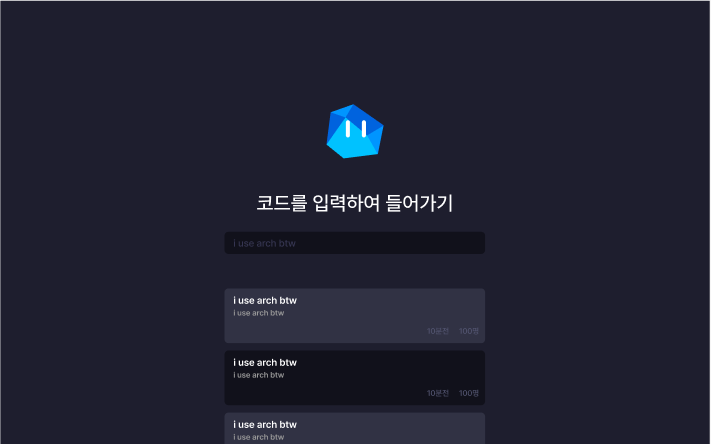 코드를 입력하여 들어가기
i use arch btw
i use arch btw
i use arch btw
10분전 100명
i use arch btw
i use arch btw
10분전 100명
i use arch btw
i use arch btw